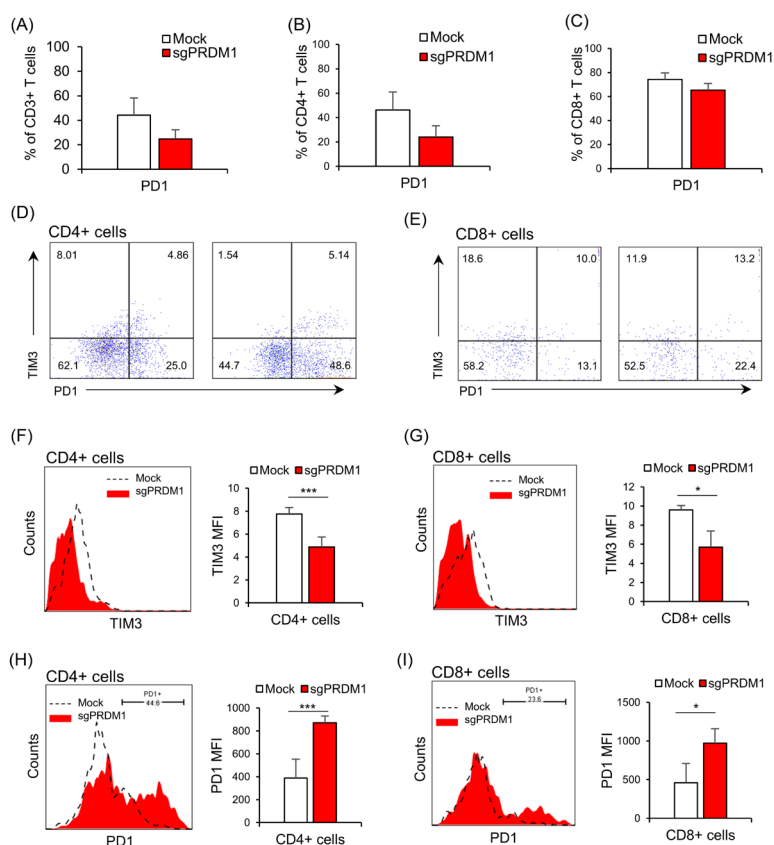 (A)
Mock
sgPRDM1
% of CD3+ T cells
100
80
60
40
20
0
PD1
(B)
Mock
sgPRDM1
% of CD4+ T cells
100
80
60
40
20
0
PD1
(C)
Mock
sgPRDM1
% of CD8+ T cells
100
80
60
40
20
0
PD1
(D)
CD4+ cells
8.01 4.86
62.1 25.0
1.54 5.14
44.7 48.6
TIM3
PD1
(E)
CD8+ cells
18.6 10.0
58.2 13.1
11.9 13.2
52.5 22.4
TIM3
PD1
(F)
CD4+ cells
Mock
sgPRDM1
Counts
TIM3
Mock sgPRDM1
***
TIM3 MFI
10
8
6
4
2
0
CD4+ cells
(G)
CD8+ cells
Mock
sgPRDM1
Counts
TIM3
Mock sgPRDM1
*
TIM3 MFI
12
10
8
6
4
2
0
CD8+ cells
(H)
CD4+ cells
PD1+
44.6
Mock
sgPRDM1
Counts
PD1
Mock sgPRDM1
***
PD1 MFI
1000
800
600
400
200
0
CD4+ cells
(I)
CD8+ cells
PD1+
23.6
Mock
sgPRDM1
Counts
PD1
Mock sgPRDM1
*
PD1 MFI
1500
1000
500
0
CD8+ cells